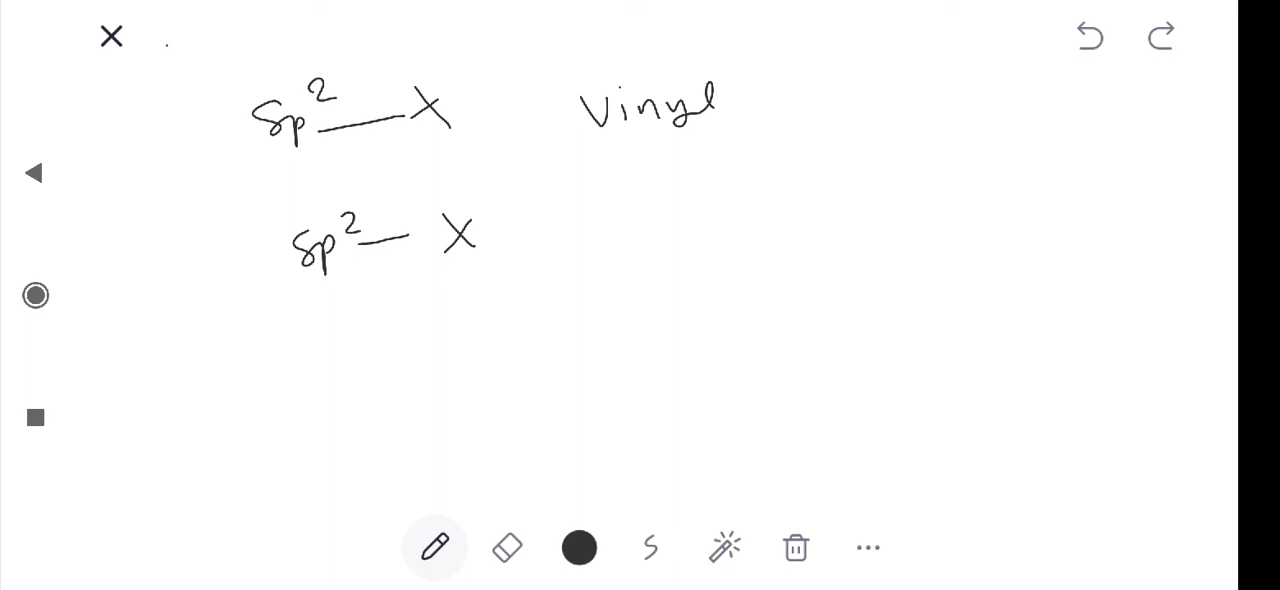 Sp² — X Vinyl
Sp² — X